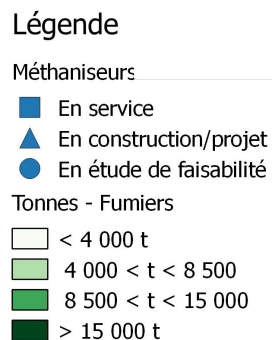 Légende
Méthaniseurs
En service
En construction/projet
En étude de faisabilité
Tonnes - Fumiers
< 4 000 t
4 000 < t < 8 500
8 500 < t < 15 000
> 15 000 t